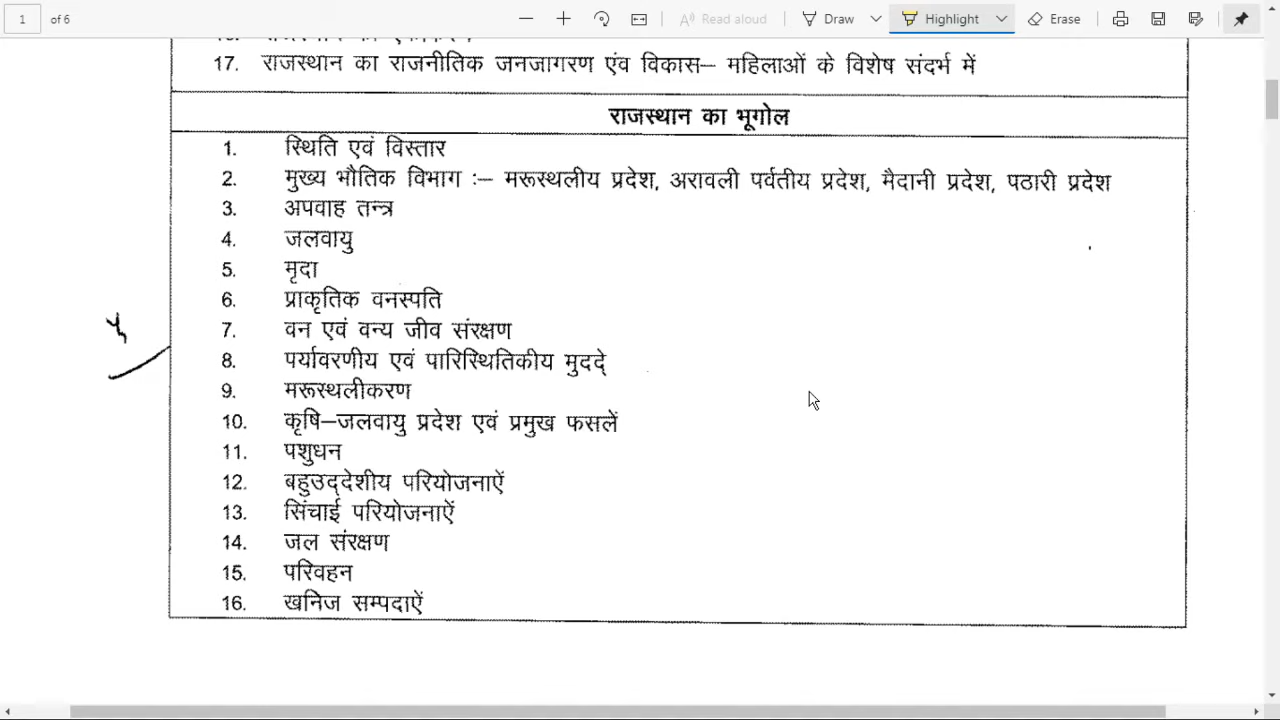 1 of 6 Read aloud Draw Highlight Erase
17. राजस्थान का राजनीतिक जनजागरण एंव विकास– महिलाओं के विशेष संदर्भ में
राजस्थान का भूगोल
1. स्थिति एवं विस्तार
2. मुख्य भौतिक विभाग :– मरूस्थलीय प्रदेश, अरावली पर्वतीय प्रदेश, मैदानी प्रदेश, पठारी प्रदेश
3. अपवाह तन्त्र
4. जलवायु
5. मृदा
6. प्राकृतिक वनस्पति
7. वन एवं वन्य जीव संरक्षण
8. पर्यावरणीय एवं पारिस्थितिकीय मुददे्
9. मरूस्थलीकरण
10. कृषि–जलवायु प्रदेश एवं प्रमुख फसलें
11. पशुधन
12. बहुउद्देशीय परियोजनाऐं
13. सिंचाई परियोजनाऐं
14. जल संरक्षण
15. परिवहन
16. खनिज सम्पदाऐं